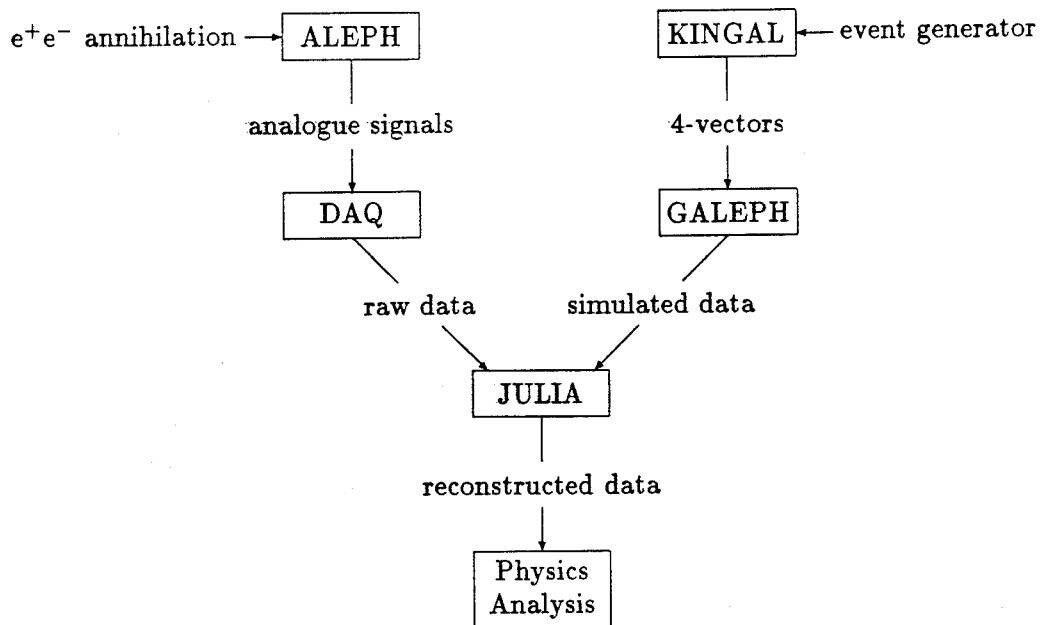 e⁺e⁻ annihilation
ALEPH
KINGAL
event generator
analogue signals
4-vectors
DAQ
GALEPH
raw data
simulated data
JULIA
reconstructed data
Physics
Analysis